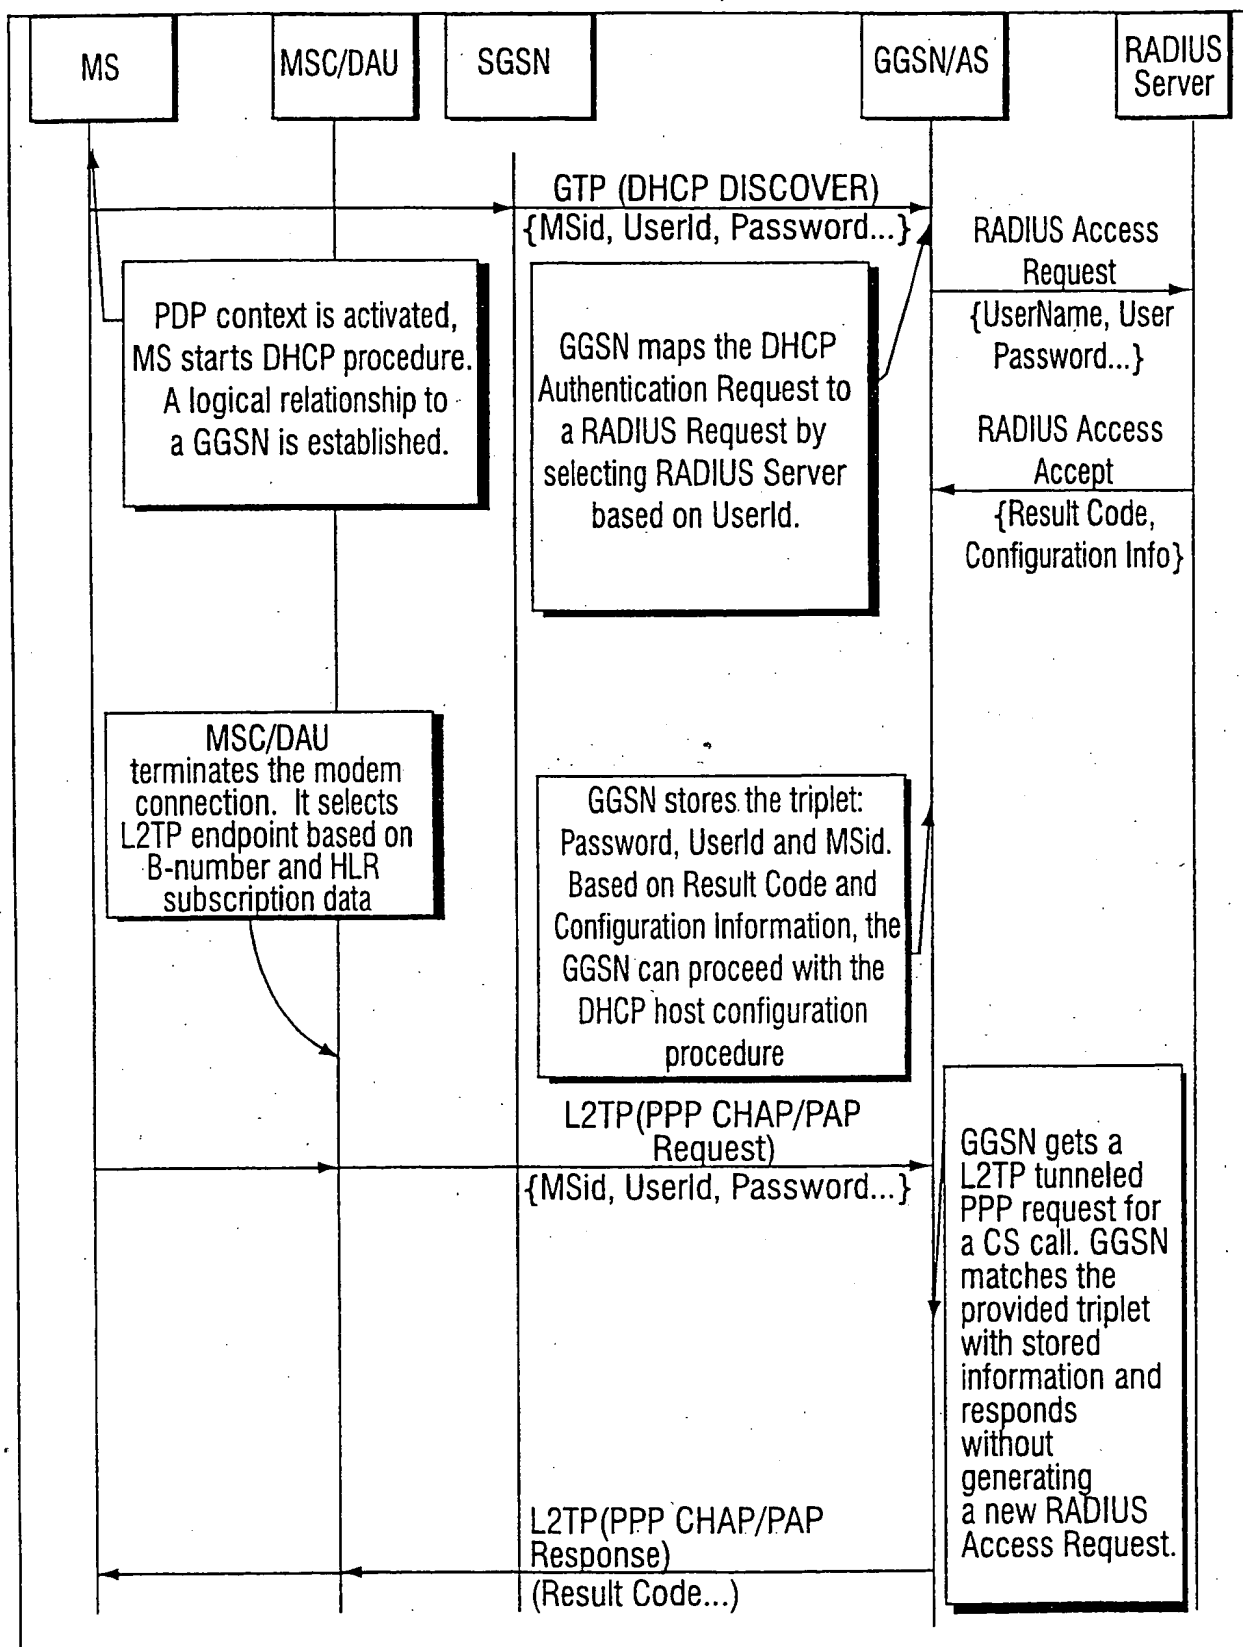 MS
MSC/DAU
SGSN
GGSN/AS
RADIUS
Server
GTP (DHCP DISCOVER)
{MSid, UserId, Password...}
RADIUS Access
Request
{UserName, User
Password...}
PDP context is activated,
MS starts DHCP procedure.
A logical relationship to
a GGSN is established.
GGSN maps the DHCP
Authentication Request to
a RADIUS Request by
selecting RADIUS Server
based on UserId.
RADIUS Access
Accept
{Result Code,
Configuration Info}
MSC/DAU
terminates the modem
connection. It selects
L2TP endpoint based on
B-number and HLR
subscription data
GGSN stores the triplet:
Password, UserId and MSid.
Based on Result Code and
Configuration Information, the
GGSN can proceed with the
DHCP host configuration
procedure
L2TP(PPP CHAP/PAP
Request)
{MSid, UserId, Password...}
GGSN gets a
L2TP tunneled
PPP request for
a CS call. GGSN
matches the
provided triplet
with stored
information and
responds
without
generating
a new RADIUS
Access Request.
L2TP(PPP CHAP/PAP
Response)
(Result Code...)